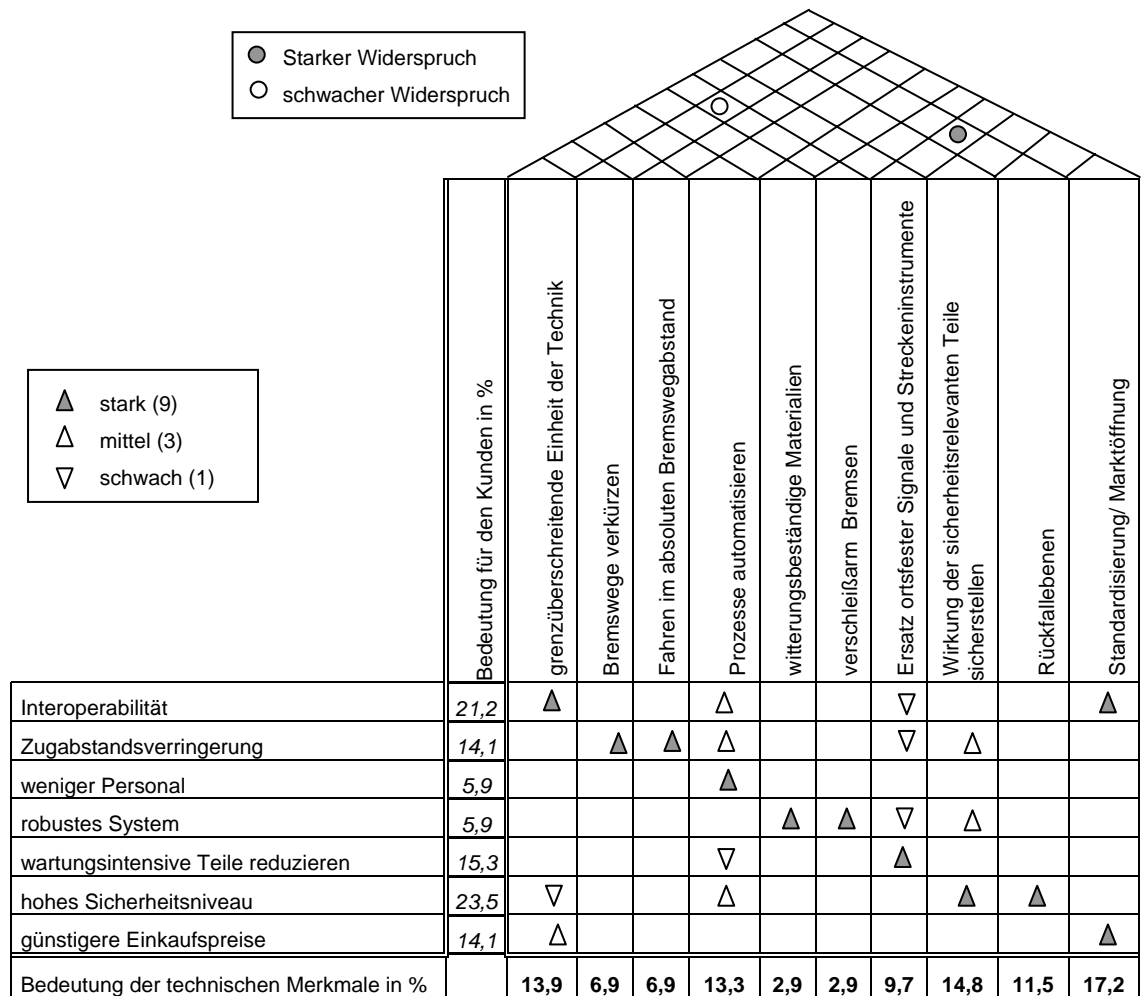 Starker Widerspruch
schwacher Widerspruch
stark (9)
mittel (3)
schwach (1)
Bedeutung für den Kunden in %
grenzüberschreitende Einheit der Technik
Bremswege verkürzen
Fahren im absoluten Bremswegabstand
Prozesse automatisieren
witterungsbeständige Materialien
verschleißarm Bremsen
Ersatz ortsfester Signale und Streckeninstrumente
Wirkung der sicherheitsrelevanten Teile
sicherstellen
Rückfallebenen
Standardisierung/ Marktöffnung
Interoperabilität 21,2
Zugabstandsverringerung 14,1
weniger Personal 5,9
robustes System 5,9
wartungsintensive Teile reduzieren 15,3
hohes Sicherheitsniveau 23,5
günstigere Einkaufspreise 14,1
Bedeutung der technischen Merkmale in % 13,9 6,9 6,9 13,3 2,9 2,9 9,7 14,8 11,5 17,2